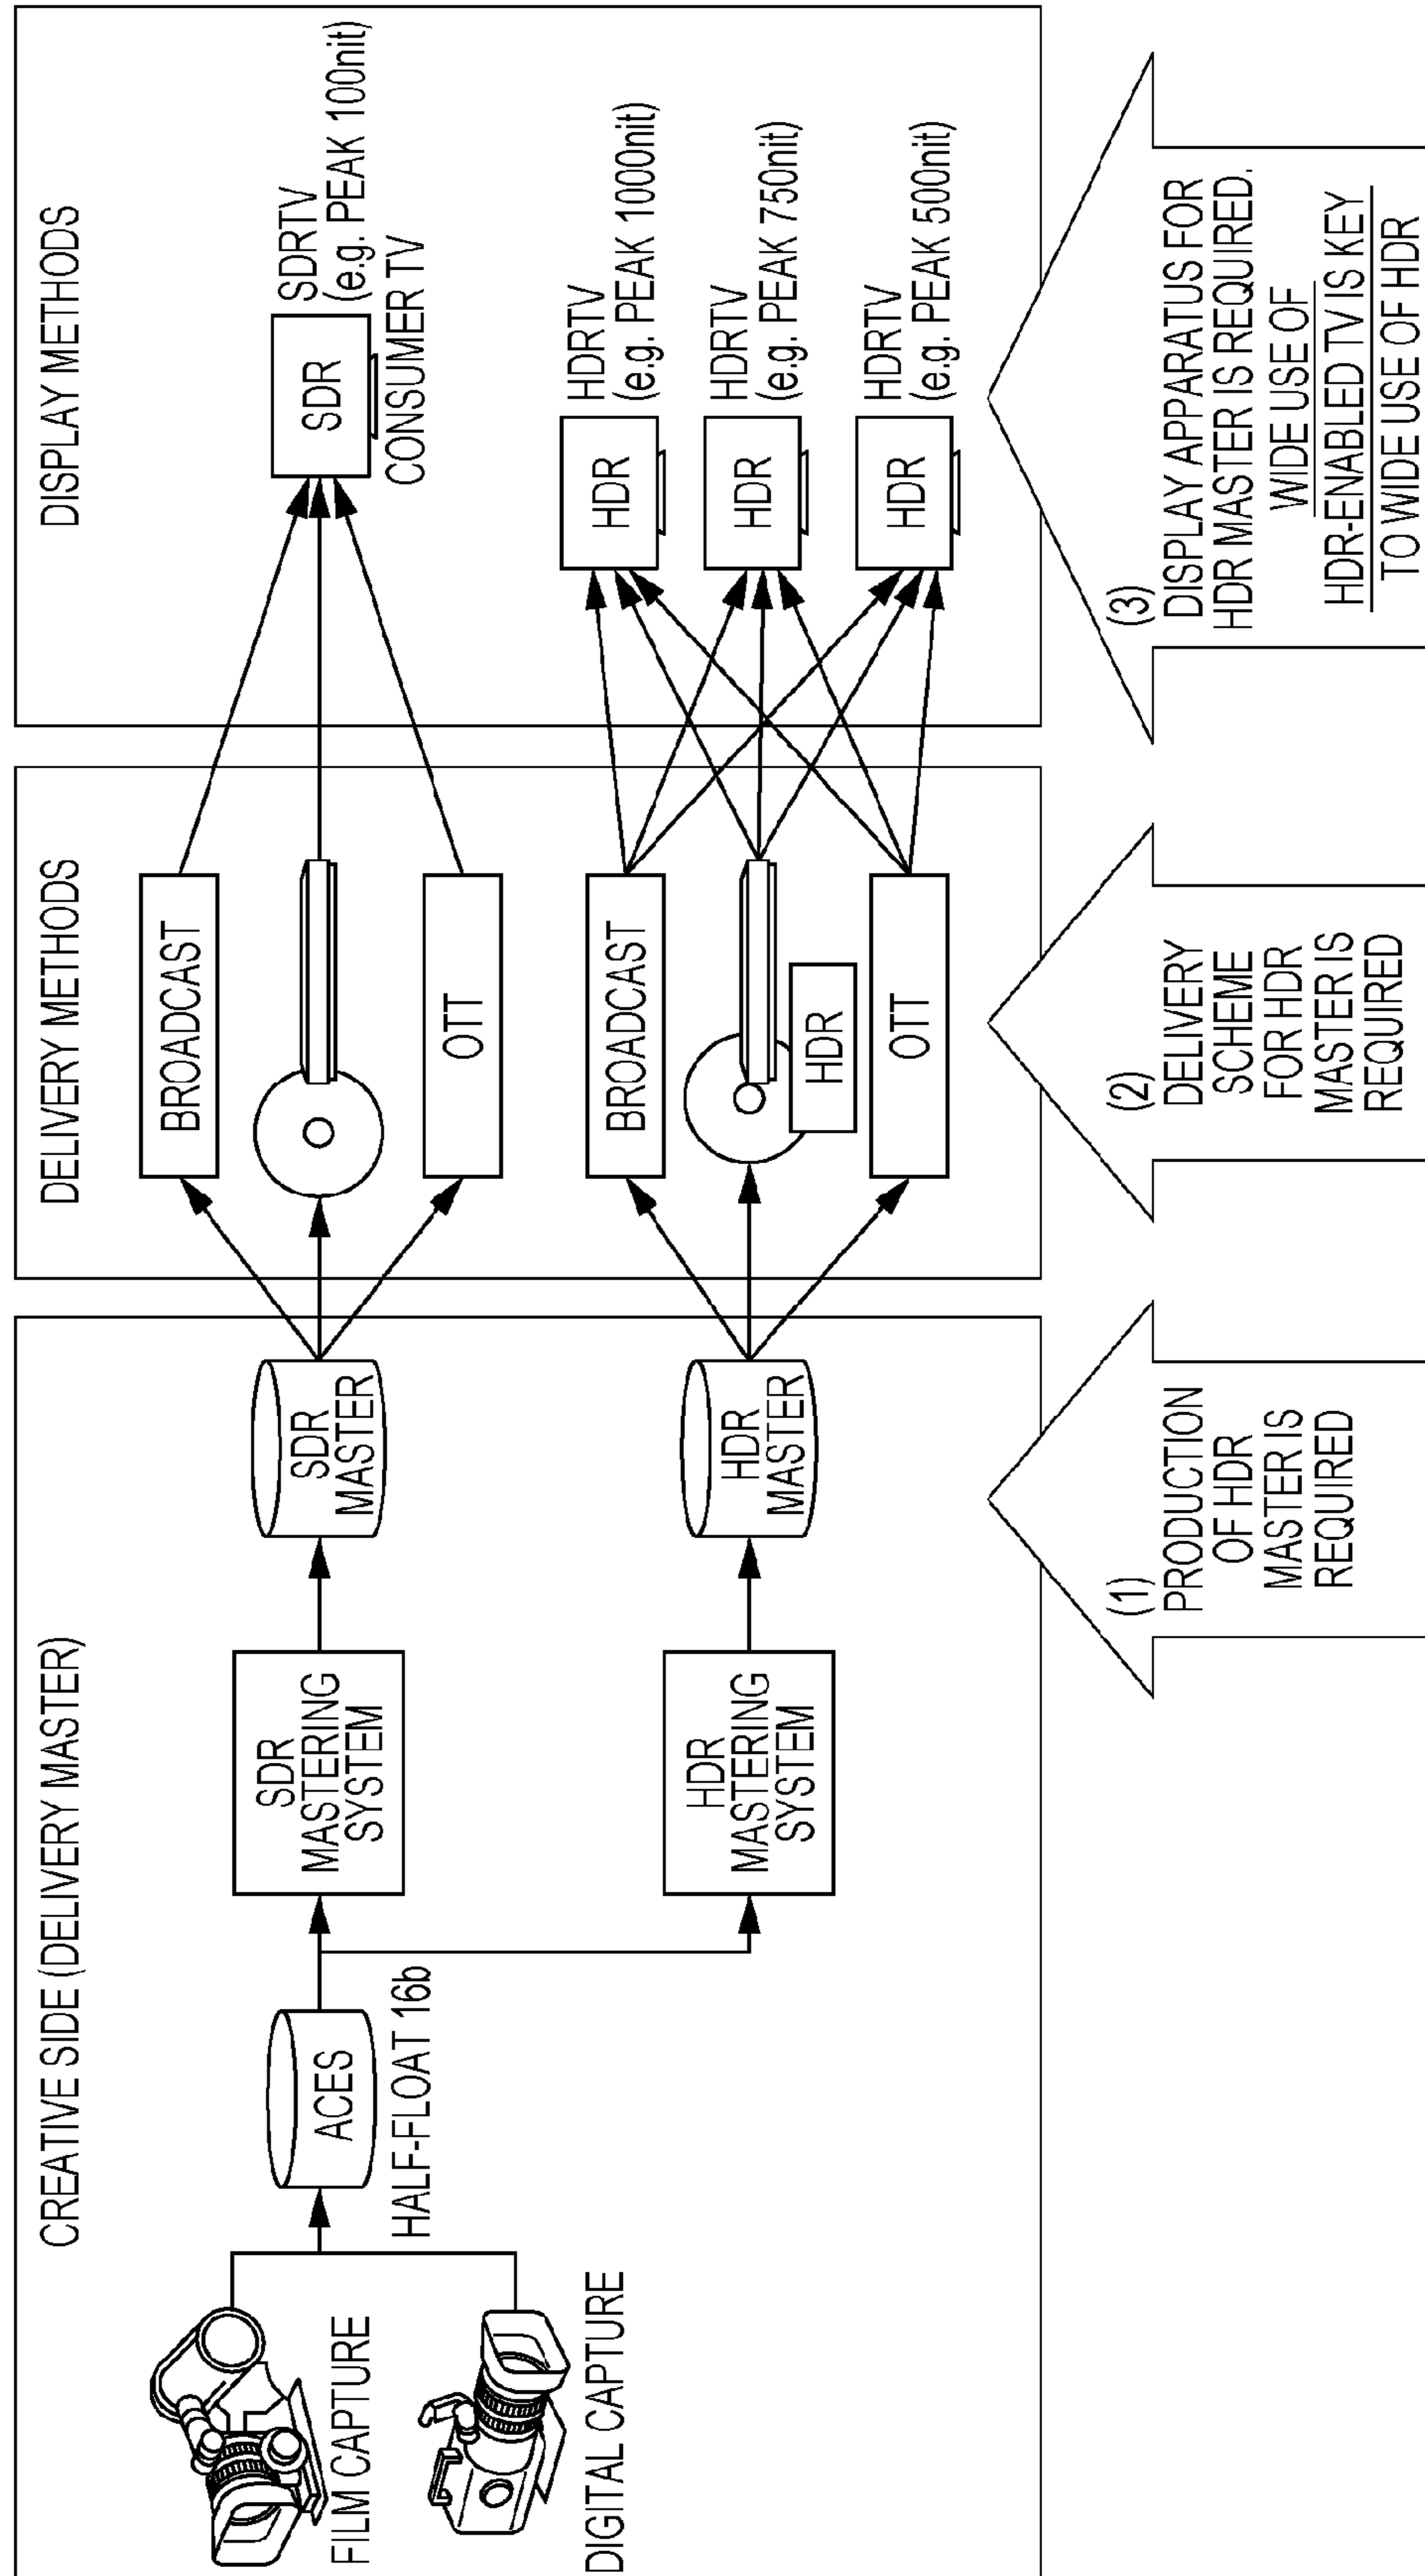 CREATIVE SIDE (DELIVERY MASTER)
FILM CAPTURE
DIGITAL CAPTURE
ACES
HALF-FLOAT 16b
SDR
MASTERING
SYSTEM
SDR
MASTER
HDR
MASTERING
SYSTEM
HDR
MASTER
DELIVERY METHODS
BROADCAST
OTT
BROADCAST
HDR
OTT
DISPLAY METHODS
SDR
SDRTV
(e.g. PEAK 100nit)
CONSUMER TV
HDR
HDRTV
(e.g. PEAK 1000nit)
HDR
HDRTV
(e.g. PEAK 750nit)
HDR
HDRTV
(e.g. PEAK 500nit)
(1)
PRODUCTION
OF HDR
MASTER IS
REQUIRED
(2)
DELIVERY
SCHEME
FOR HDR
MASTER IS
REQUIRED
(3)
DISPLAY APPARATUS FOR
HDR MASTER IS REQUIRED.
WIDE USE OF
HDR-ENABLED TV IS KEY
TO WIDE USE OF HDR